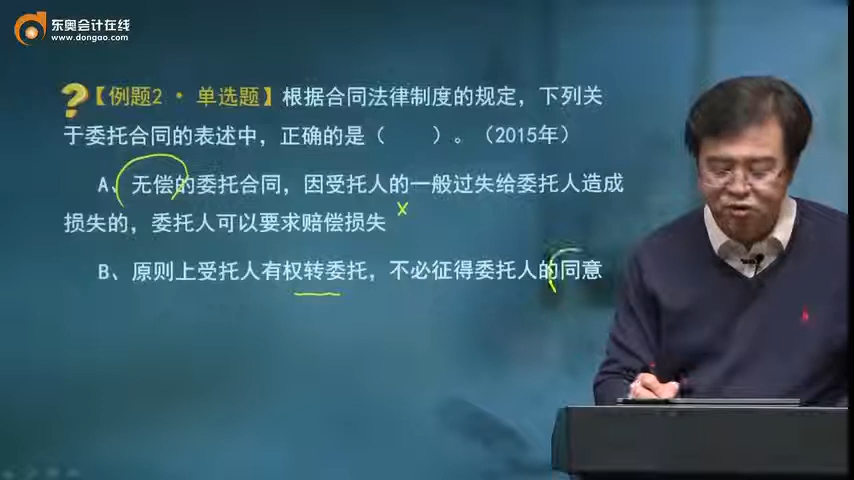 东奥会计在线
www.dongao.com
【例题2·单选题】根据合同法律制度的规定，下列关
于委托合同的表述中，正确的是（　　）。（2015年）
A、无偿的委托合同，因受托人的一般过失给委托人造成
损失的，委托人可以要求赔偿损失
B、原则上受托人有权转委托，不必征得委托人的同意